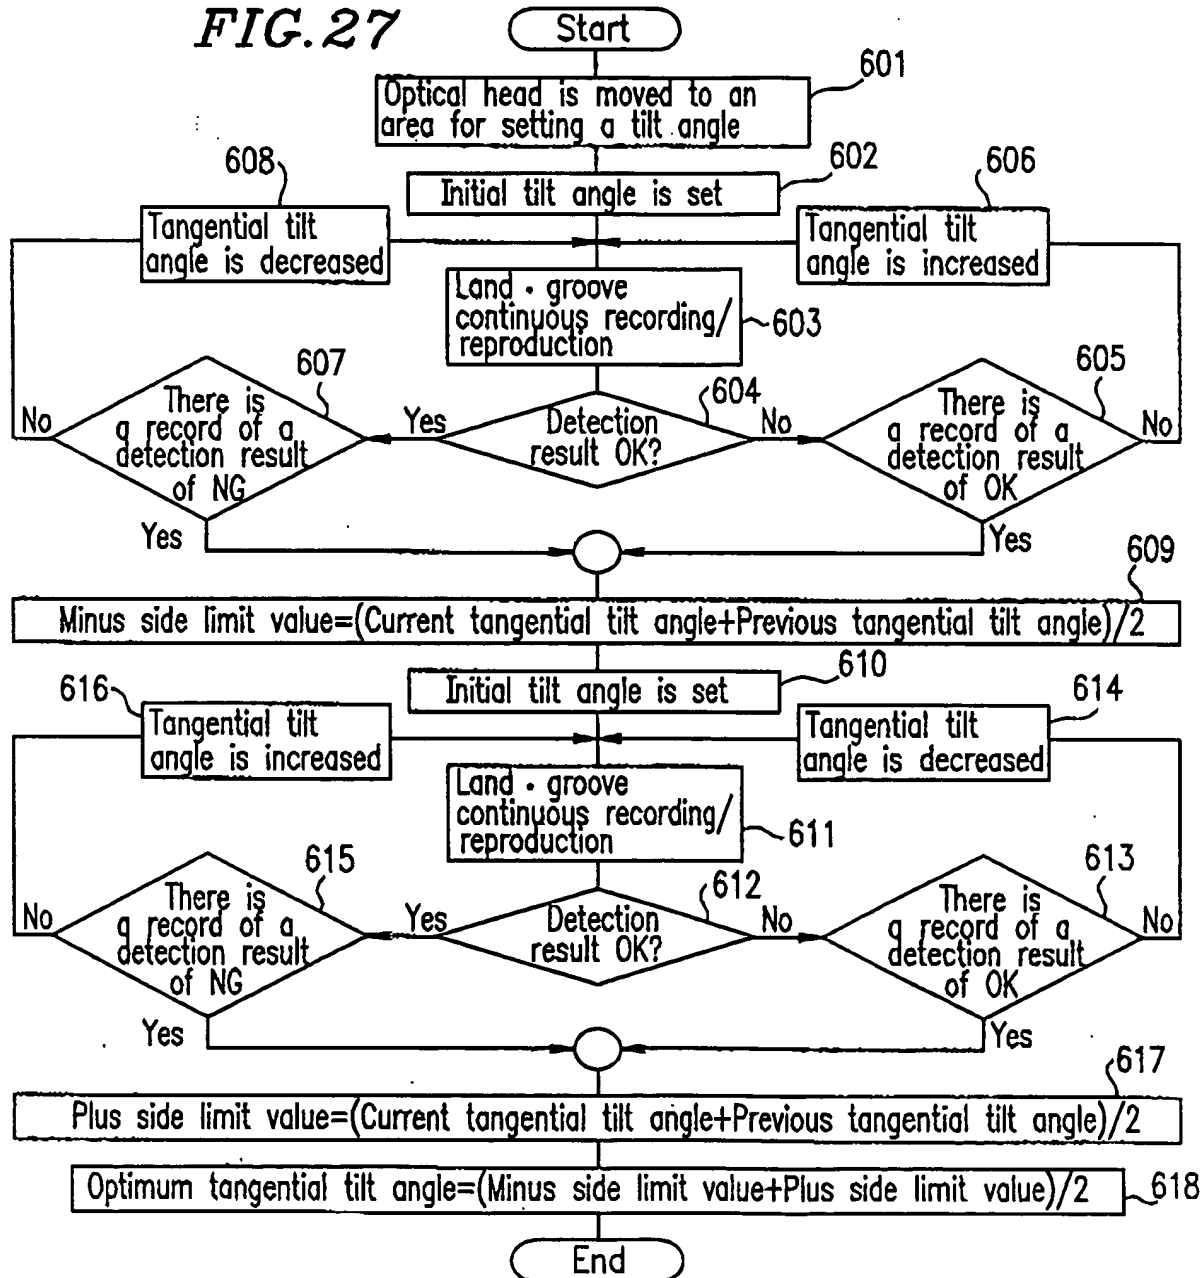 FIG.27
Start
601
Optical head is moved to an
area for setting a tilt angle
602
Initial tilt angle is set
608
Tangential tilt
angle is decreased
606
Tangential tilt
angle is increased
Land · groove
continuous recording/
reproduction
603
607
There is
a record of a
detection result
of NG
No
Yes
604
Detection
result OK?
Yes
No
605
There is
a record of a
detection result
of OK
No
Yes
609
Minus side limit value=(Current tangential tilt angle+Previous tangential tilt angle)/2
610
Initial tilt angle is set
616
Tangential tilt
angle is increased
614
Tangential tilt
angle is decreased
Land · groove
continuous recording/
reproduction
611
615
There is
a record of a
detection result
of NG
No
Yes
612
Detection
result OK?
Yes
No
613
There is
a record of a
detection result
of OK
No
Yes
617
Plus side limit value=(Current tangential tilt angle+Previous tangential tilt angle)/2
Optimum tangential tilt angle=(Minus side limit value+Plus side limit value)/2
618
End